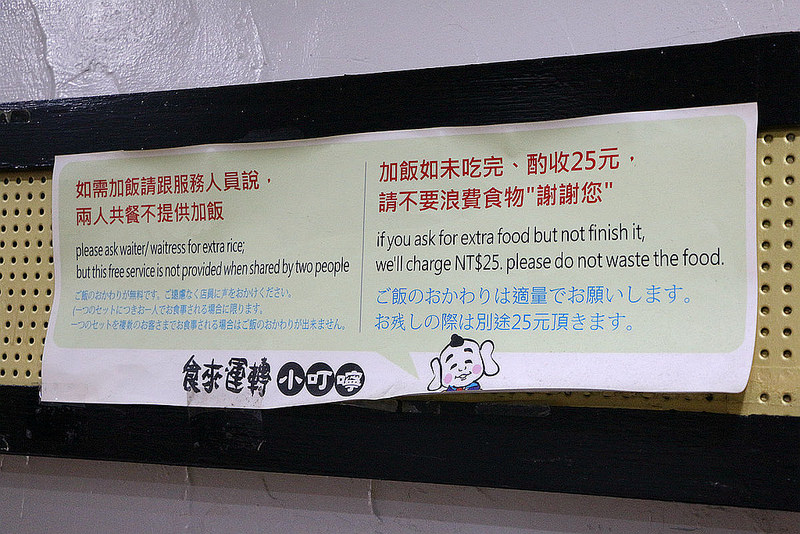 如需加飯請跟服務人員說，
兩人共餐不提供加飯
please ask waiter/ waitress for extra rice;
but this free service is not provided when shared by two people
ご飯のおかわりが無料です。ご遠慮なく店員に声をおかけください。
(一つのセットにつきお一人でお食事される場合に限ります。
一つのセットを複数のお客さまでお食事される場合はご飯のおかわりが出来ません。
加飯如未吃完、酌收25元，
請不要浪費食物"謝謝您"
if you ask for extra food but not finish it,
we'll charge NT$25. please do not waste the food.
ご飯のおかわりは適量でお願いします。
お残しの際は別途25元頂きます。
食來運轉 小叮嚀